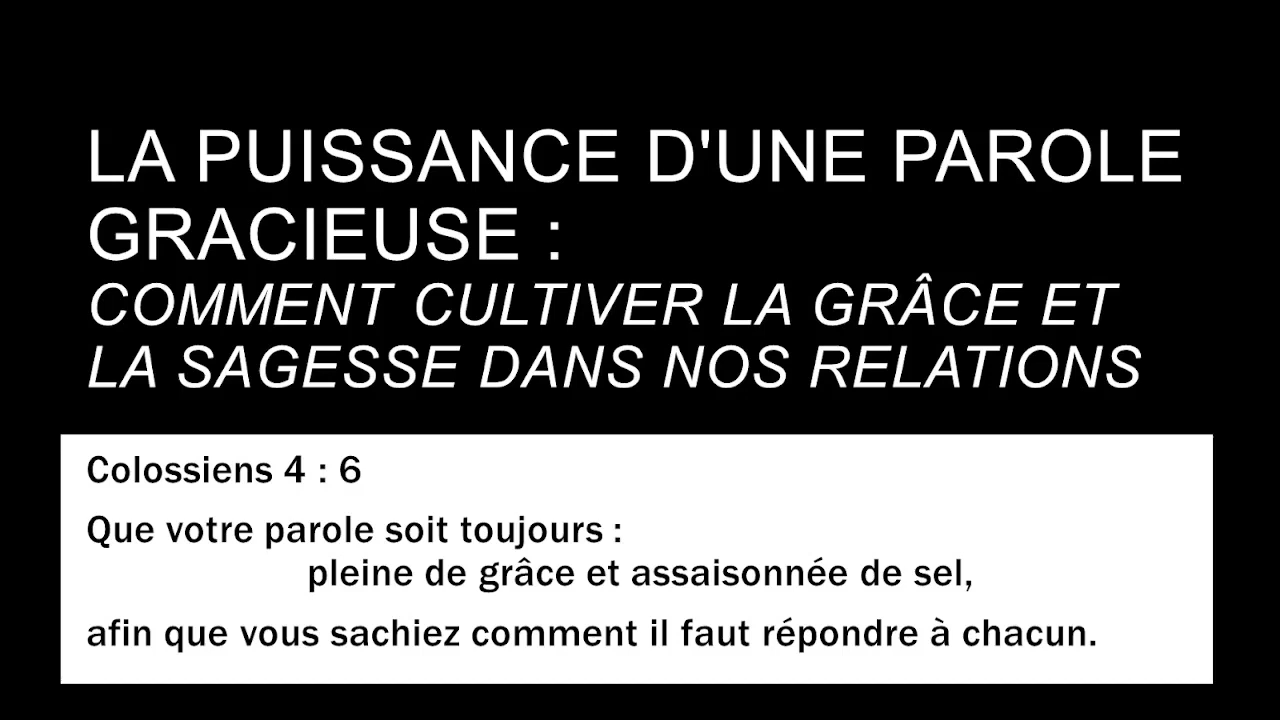 LA PUISSANCE D'UNE PAROLE
GRACIEUSE :
COMMENT CULTIVER LA GRÂCE ET
LA SAGESSE DANS NOS RELATIONS
Colossiens 4 : 6
Que votre parole soit toujours :
pleine de grâce et assaisonnée de sel,
afin que vous sachiez comment il faut répondre à chacun.